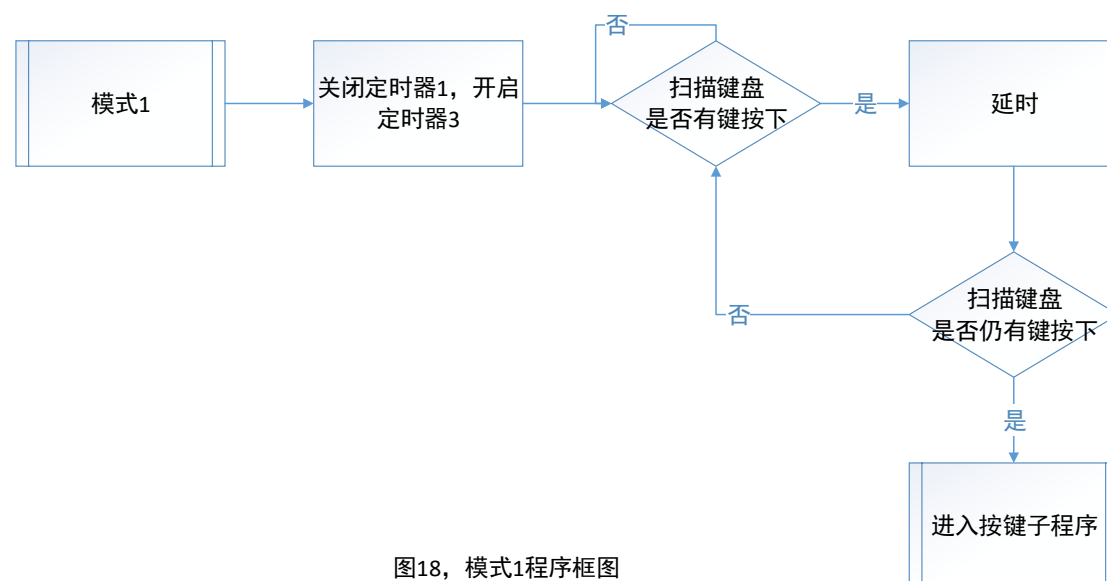 否
模式1
关闭定时器1，开启
定时器3
扫描键盘
是否有键按下
是
延时
扫描键盘
是否仍有键按下
否
是
进入按键子程序
图18，模式1程序框图